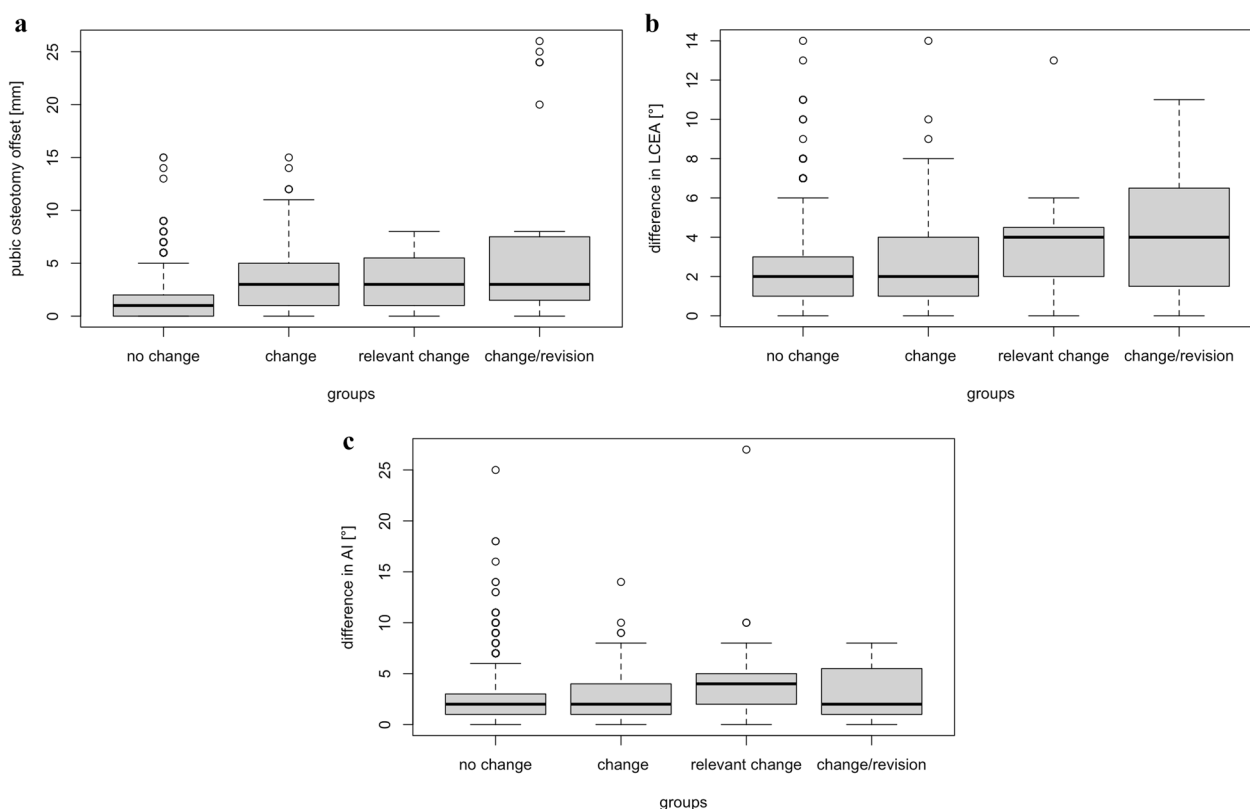 a
pubic osteotomy offset [mm]
25
20
15
10
5
0
no change change relevant change change/revision
groups
b
difference in LCEA [°]
14
12
10
8
6
4
2
0
no change change relevant change change/revision
groups
c
difference in AI [°]
25
20
15
10
5
0
no change change relevant change change/revision
groups